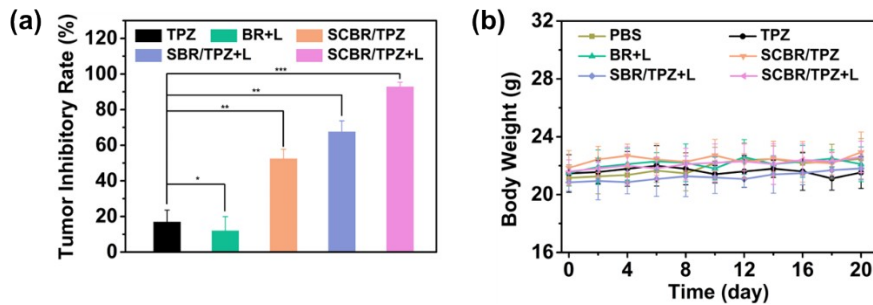 (a)
Tumor Inhibitory Rate (%)
120
100
80
60
40
20
0
TPZ
BR+L
SCBR/TPZ
SBR/TPZ+L
SCBR/TPZ+L
***
**
**
*
(b)
Body Weight (g)
32
28
24
20
16
PBS
TPZ
BR+L
SCBR/TPZ
SBR/TPZ+L
SCBR/TPZ+L
0
4
8
12
16
20
Time (day)